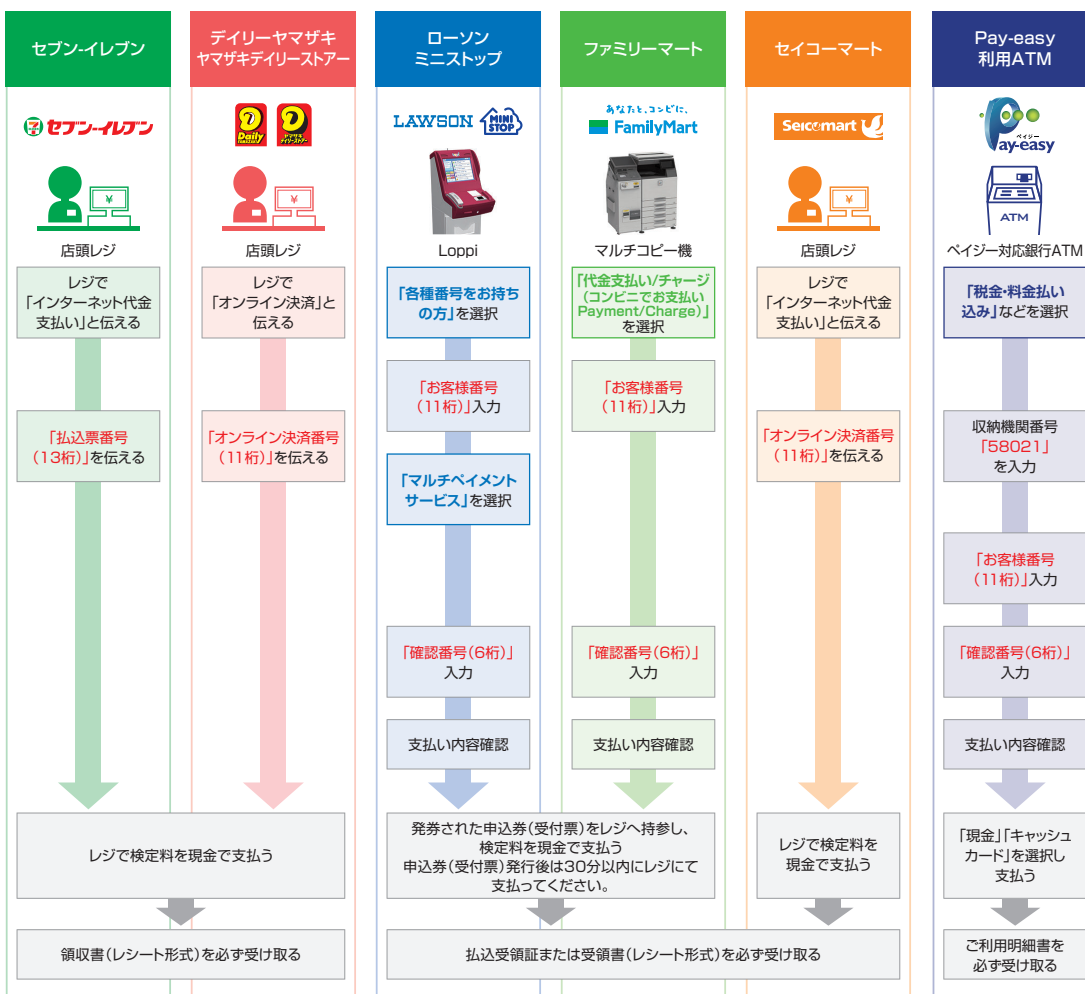 セブン-イレブン
デイリーヤマザキ
ヤマザキデイリーストアー
ローソン
ミニストップ
ファミリーマート
セイコーマート
Pay-easy
利用ATM
セブン-イレブン
Daily
ヤマザキ
デイリーストアー
LAWSON
MINI
STOP
あなたと、コンビに、
FamilyMart
Seicomart
ペイジー
Pay-easy
¥
¥
¥
ATM
店頭レジ
店頭レジ
Loppi
マルチコピー機
店頭レジ
ペイジー対応銀行ATM
レジで
「インターネット代金
支払い」と伝える
「払込票番号
(13桁)」を伝える
レジで
「オンライン決済」と
伝える
「オンライン決済番号
(11桁)」を伝える
「各種番号をお持ち
の方」を選択
「お客様番号
(11桁)」入力
「マルチペイメント
サービス」を選択
「確認番号(6桁)」
入力
支払い内容確認
「代金支払い/チャージ
(コンビニでお支払い
Payment/Charge)」
を選択
「お客様番号
(11桁)」入力
「確認番号(6桁)」
入力
支払い内容確認
レジで
「インターネット代金
支払い」と伝える
「オンライン決済番号
(11桁)」を伝える
「税金・料金払い
込み」などを選択
収納機関番号
「58021」
を入力
「お客様番号
(11桁)」入力
「確認番号(6桁)」
入力
支払い内容確認
レジで検定料を現金で支払う
発券された申込券(受付票)をレジへ持参し、
検定料を現金で支払う
申込券(受付票)発行後は30分以内にレジにて
支払ってください。
レジで検定料を
現金で支払う
「現金」「キャッシュ
カード」を選択し
支払う
領収書(レシート形式)を必ず受け取る
払込受領証または受領書(レシート形式)を必ず受け取る
ご利用明細書を
必ず受け取る